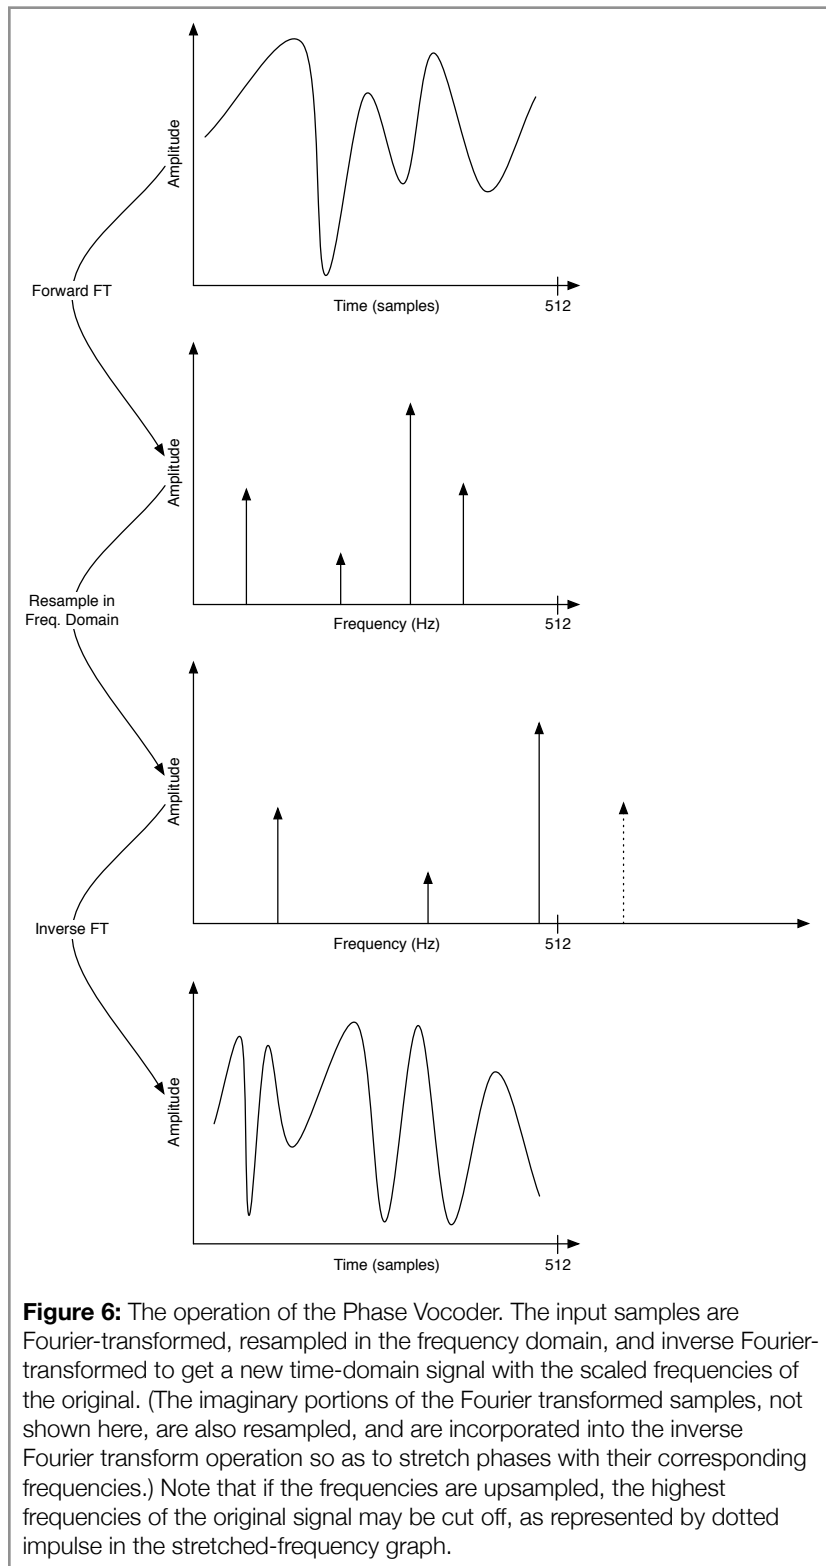 Amplitude
Time (samples)
512
Forward FT
Amplitude
Frequency (Hz)
512
Resample in
Freq. Domain
Amplitude
Frequency (Hz)
512
Inverse FT
Amplitude
Time (samples)
512
Figure 6: The operation of the Phase Vocoder. The input samples are
Fourier-transformed, resampled in the frequency domain, and inverse Fourier-
transformed to get a new time-domain signal with the scaled frequencies of
the original. (The imaginary portions of the Fourier transformed samples, not
shown here, are also resampled, and are incorporated into the inverse
Fourier transform operation so as to stretch phases with their corresponding
frequencies.) Note that if the frequencies are upsampled, the highest
frequencies of the original signal may be cut off, as represented by dotted
impulse in the stretched-frequency graph.